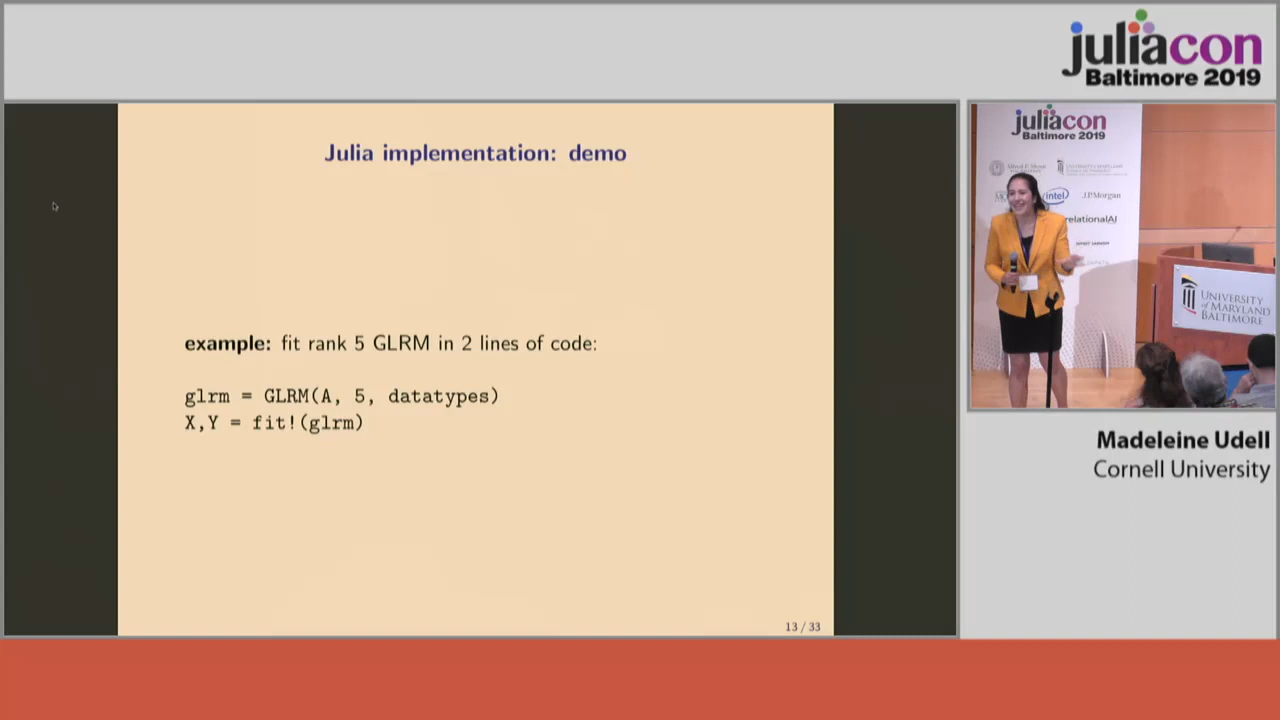 juliacon
Baltimore 2019
Julia implementation: demo
example: fit rank 5 GLRM in 2 lines of code:
glrm = GLRM(A, 5, datatypes)
X,Y = fit!(glrm)
13 / 33
juliacon
Baltimore 2019
intel
J.P.Morgan
relationalAI
UNIVERSITY
of MARYLAND
BALTIMORE
Madeleine Udell
Cornell University